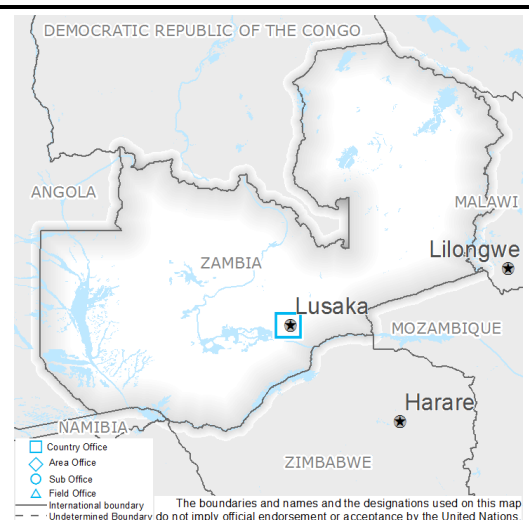 DEMOCRATIC REPUBLIC OF THE CONGO
ANGOLA
MALAWI
Lilongwe
ZAMBIA
Lusaka
MOZAMBIQUE
Harare
NAMIBIA
ZIMBABWE
Country Office
Area Office
Sub Office
Field Office
International boundary
Undetermined Boundary
The boundaries and names and the designations used on this map
do not imply official endorsement or acceptance by the United Nations.